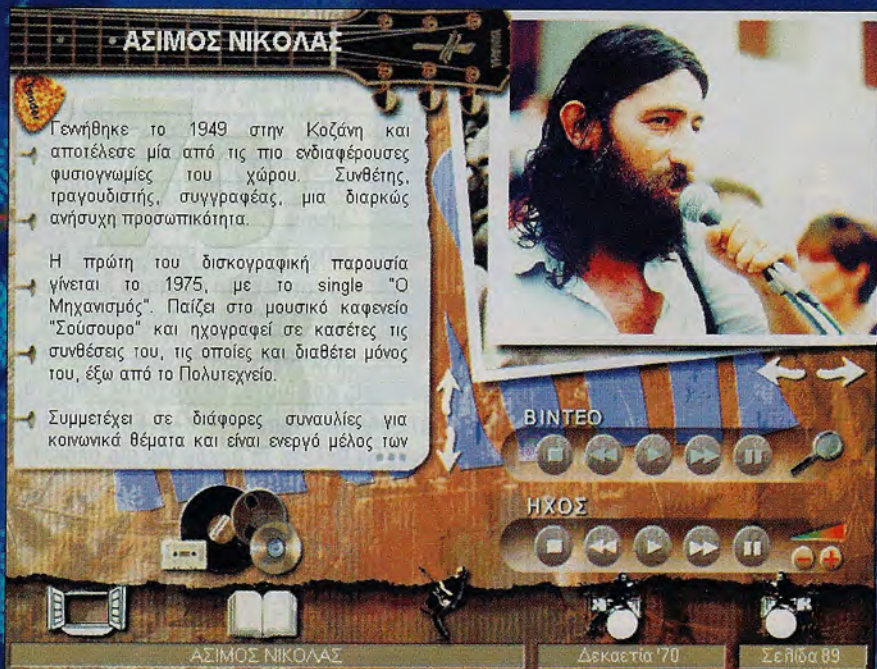 ΑΣΙΜΟΣ ΝΙΚΟΛΑΣ
Fender
Γεννήθηκε το 1949 στην Κοζάνη και
αποτέλεσε μία από τις πιο ενδιαφέρουσες
φυσιογνωμίες του χώρου. Συνθέτης,
τραγουδιστής, συγγραφέας, μια διαρκώς
ανήσυχη προσωπικότητα.
Η πρώτη του δισκογραφική παρουσία
γίνεται το 1975, με το single "Ο
Μηχανισμός". Παίζει στο μουσικό καφενείο
"Σούσουρο" και ηχογραφεί σε κασέτες τις
συνθέσεις του, τις οποίες και διαθέτει μόνος
του, έξω από το Πολυτεχνείο.
Συμμετέχει σε διάφορες συναυλίες για
κοινωνικά θέματα και είναι ενεργό μέλος των
ΒΙΝΤΕΟ
ΗΧΟΣ
ΑΣΙΜΟΣ ΝΙΚΟΛΑΣ
Δεκαετία '70
Σελίδα 89